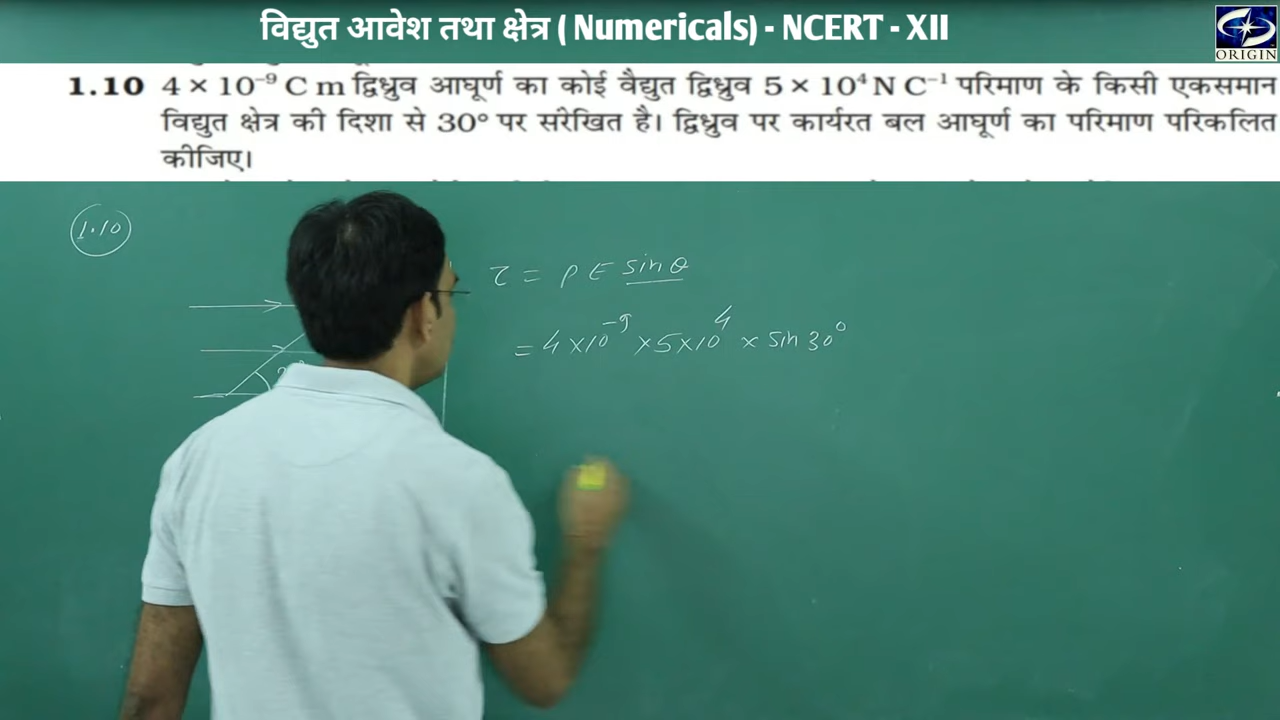 विद्युत आवेश तथा क्षेत्र ( Numericals) - NCERT - XII
ORIGIN
1.10 4 × 10⁻⁹ C m द्विध्रुव आघूर्ण का कोई वैद्युत द्विध्रुव 5 × 10⁴ N C⁻¹ परिमाण के किसी एकसमान
विद्युत क्षेत्र की दिशा से 30° पर संरेखित है। द्विध्रुव पर कार्यरत बल आघूर्ण का परिमाण परिकलित
कीजिए।
1.10
τ = P E sin θ
= 4 × 10⁻⁹ × 5 × 10⁴ × sin 30°